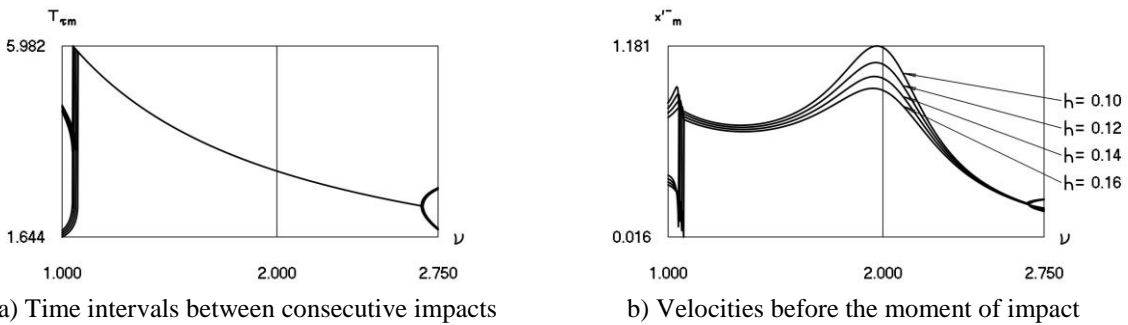 T τm
5.982
1.644
ν
1.000 2.000 2.750
x'⁻ m
1.181
0.016
h = 0.10
h = 0.12
h = 0.14
h = 0.16
ν
1.000 2.000 2.750
a) Time intervals between consecutive impacts
b) Velocities before the moment of impact